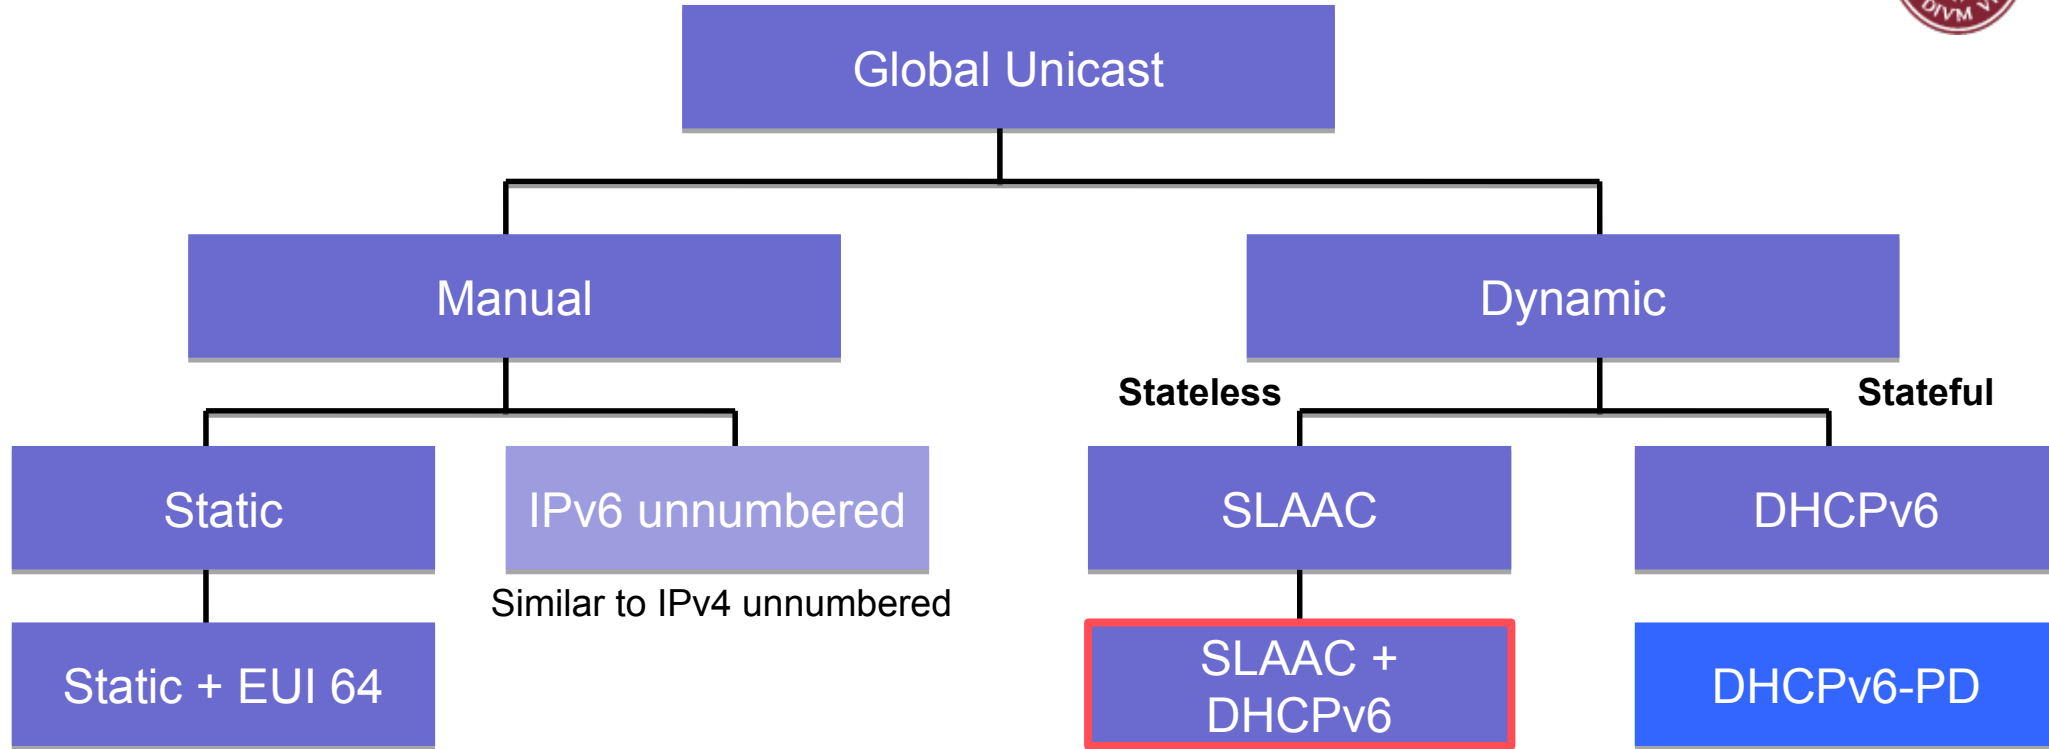 DIVM
Global Unicast
Manual
Dynamic
Stateless
Stateful
Static
IPv6 unnumbered
SLAAC
DHCPv6
Similar to IPv4 unnumbered
Static + EUI 64
SLAAC +
DHCPv6
DHCPv6-PD